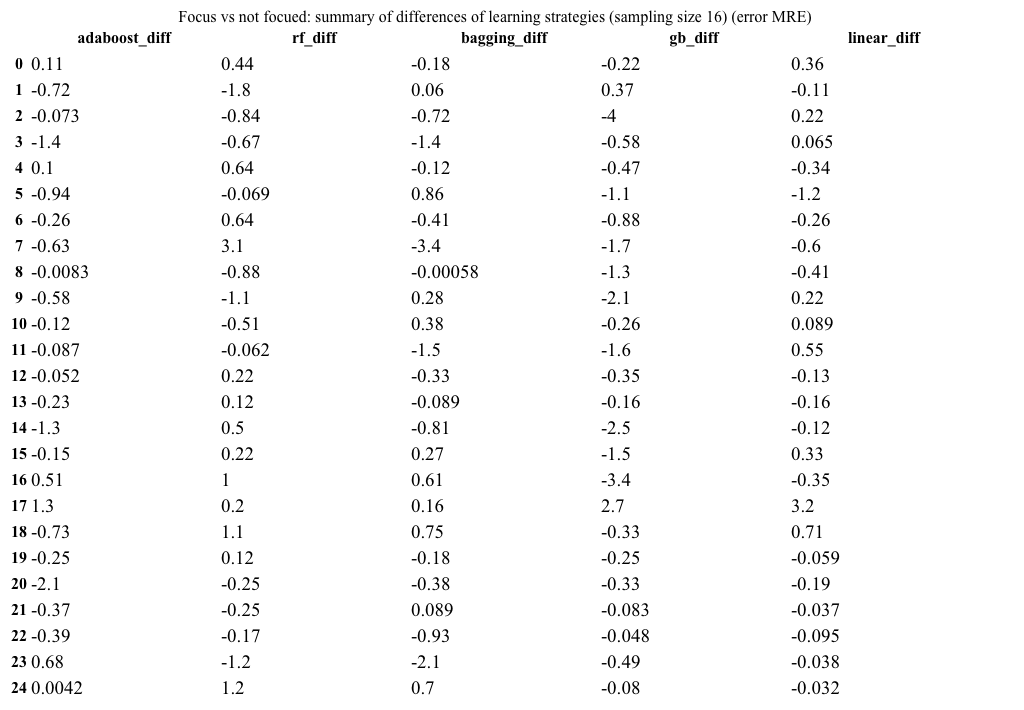 Focus vs not focued: summary of differences of learning strategies (sampling size 16) (error MRE)
adaboost_diff rf_diff bagging_diff gb_diff linear_diff
0 0.11 0.44 -0.18 -0.22 0.36
1 -0.72 -1.8 0.06 0.37 -0.11
2 -0.073 -0.84 -0.72 -4 0.22
3 -1.4 -0.67 -1.4 -0.58 0.065
4 0.1 0.64 -0.12 -0.47 -0.34
5 -0.94 -0.069 0.86 -1.1 -1.2
6 -0.26 0.64 -0.41 -0.88 -0.26
7 -0.63 3.1 -3.4 -1.7 -0.6
8 -0.0083 -0.88 -0.00058 -1.3 -0.41
9 -0.58 -1.1 0.28 -2.1 0.22
10 -0.12 -0.51 0.38 -0.26 0.089
11 -0.087 -0.062 -1.5 -1.6 0.55
12 -0.052 0.22 -0.33 -0.35 -0.13
13 -0.23 0.12 -0.089 -0.16 -0.16
14 -1.3 0.5 -0.81 -2.5 -0.12
15 -0.15 0.22 0.27 -1.5 0.33
16 0.51 1 0.61 -3.4 -0.35
17 1.3 0.2 0.16 2.7 3.2
18 -0.73 1.1 0.75 -0.33 0.71
19 -0.25 0.12 -0.18 -0.25 -0.059
20 -2.1 -0.25 -0.38 -0.33 -0.19
21 -0.37 -0.25 0.089 -0.083 -0.037
22 -0.39 -0.17 -0.93 -0.048 -0.095
23 0.68 -1.2 -2.1 -0.49 -0.038
24 0.0042 1.2 0.7 -0.08 -0.032